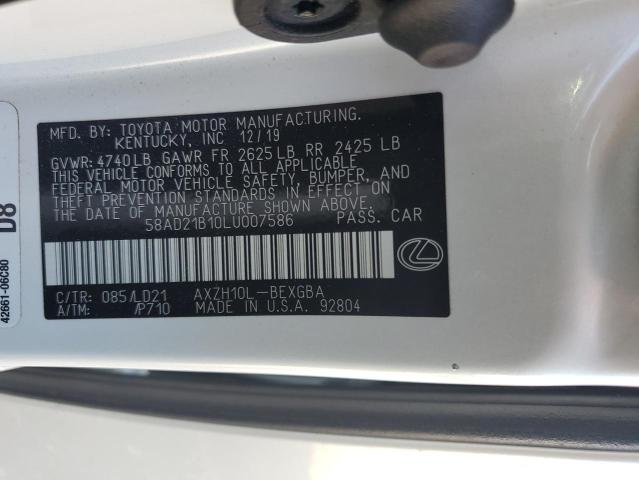 MFD. BY: TOYOTA MOTOR MANUFACTURING.
KENTUCKY, INC 12/19
GVWR: 4740LB GAWR FR 2625LB RR 2425 LB
THIS VEHICLE CONFORMS TO ALL APPLICABLE
FEDERAL MOTOR VEHICLE SAFETY, BUMPER, AND
THEFT PREVENTION STANDARDS IN EFFECT ON
THE DATE OF MANUFACTURE SHOWN ABOVE.
58AD21B10LU007586 PASS. CAR
C/TR: 085/LD21 AXZH10L-BEXGBA
A/TM: /P710 MADE IN U.S.A. 92804
42661-06C80
D8